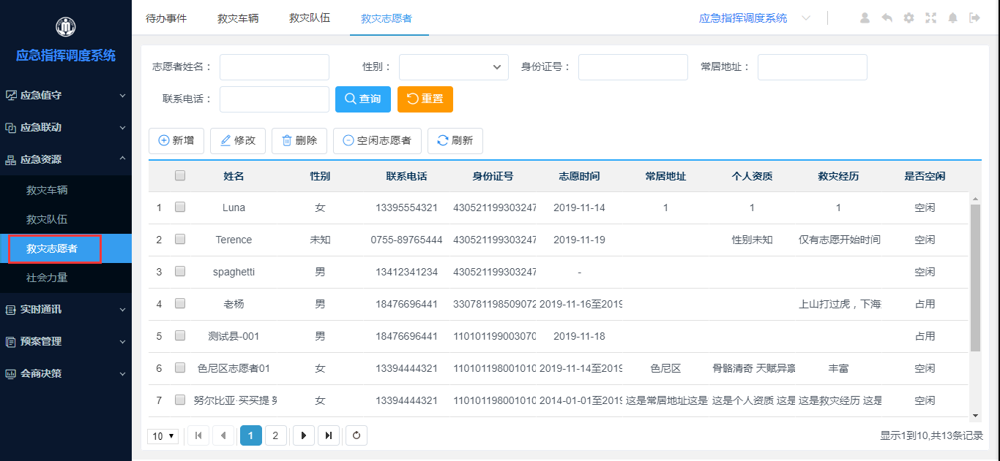 应急指挥调度系统
应急值守
应急联动
应急资源
救灾车辆
救灾队伍
救灾志愿者
社会力量
实时通讯
预案管理
会商决策
待办事件 救灾车辆 救灾队伍 救灾志愿者 应急指挥调度系统
志愿者姓名： 性别： 身份证号： 常居地址：
联系电话： 查询 重置
新增 修改 删除 空闲志愿者 刷新
姓名 性别 联系电话 身份证号 志愿时间 常居地址 个人资质 救灾经历 是否空闲
1 Luna 女 13395554321 430521199303247 2019-11-14 1 1 1 空闲
2 Terence 未知 0755-89765444 430521199303247 2019-11-19 性别未知 仅有志愿开始时间 空闲
3 spaghetti 男 13412341234 430521199303247 - 空闲
4 老杨 男 18476696441 330781198509072 2019-11-16至2019 上山打过虎，下海 占用
5 测试县-001 男 18476696441 110101199003070 2019-11-18 占用
6 色尼区志愿者01 女 13394444321 110101198001010 2019-11-14至2019 色尼区 骨骼清奇 天赋异禀 丰富 空闲
7 努尔比亚·买买提 努 女 13394444321 110101198001010 2014-01-01至2019 这是常居地址这是 这是个人资质 这是 这是救灾经历 这是 空闲
10 1 2 显示1到10,共13条记录